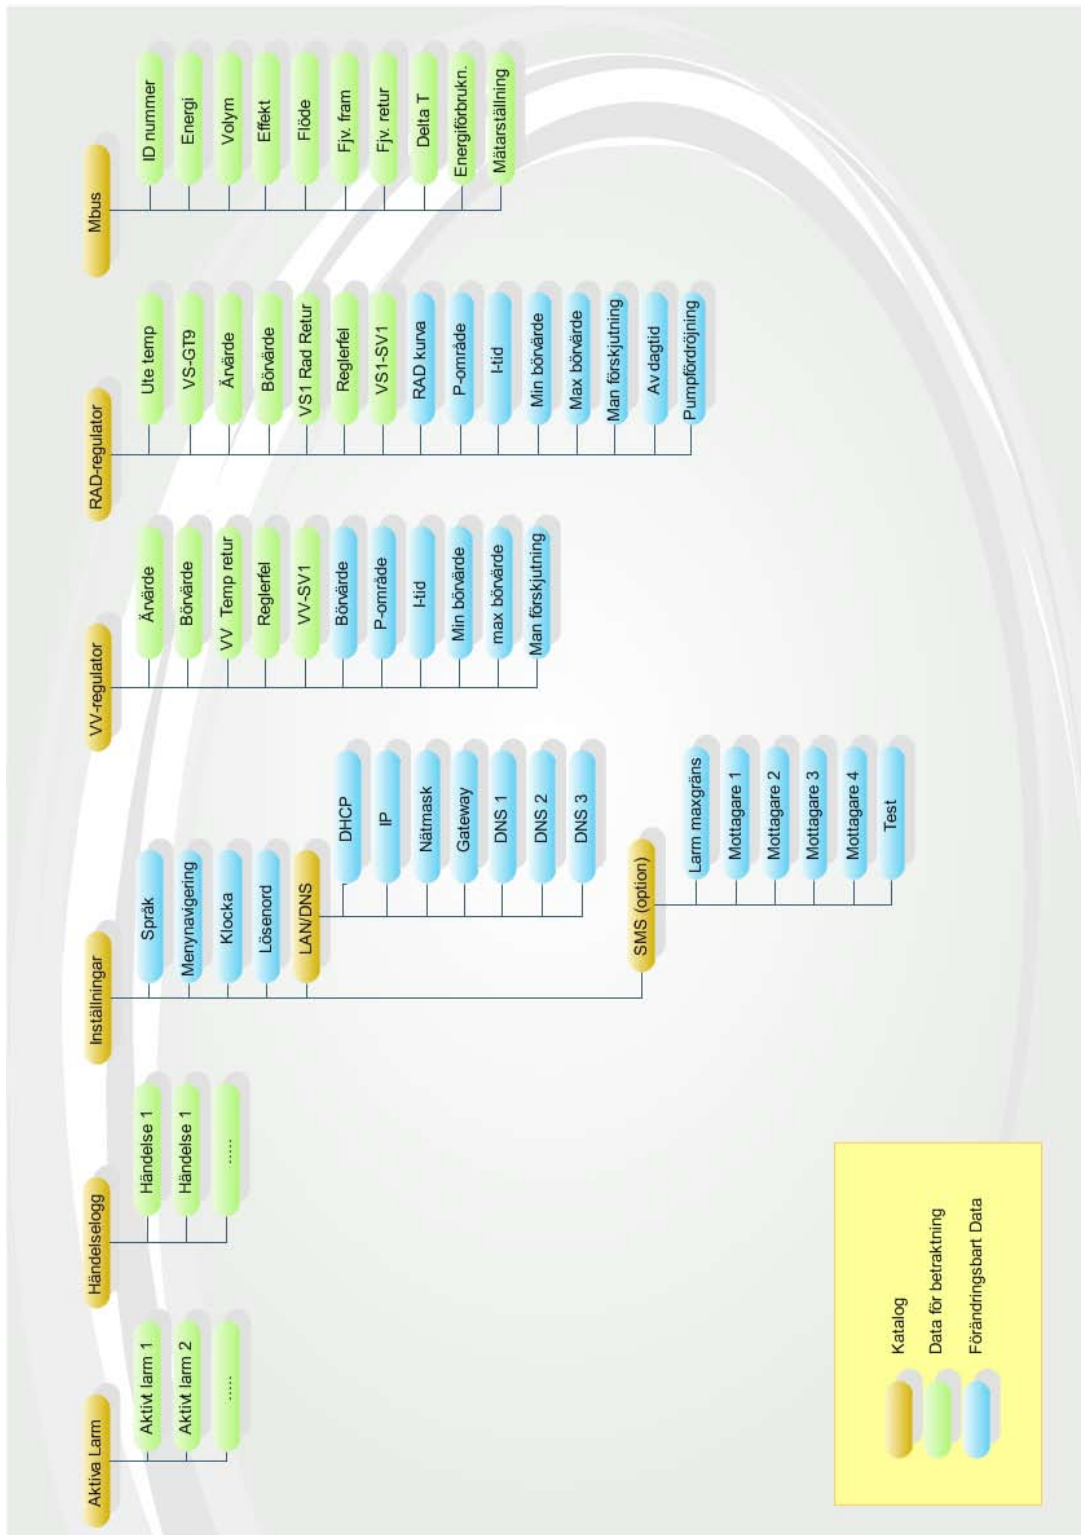 Aktiva Larm
Aktivt larm 1
Aktivt larm 2
.....
Händelselogg
Händelse 1
Händelse 1
.....
Inställningar
Språk
Menynavigering
Klocka
Lösenord
LAN/DNS
DHCP
IP
Nätmask
Gateway
DNS 1
DNS 2
DNS 3
SMS (option)
Larm maxgräns
Mottagare 1
Mottagare 2
Mottagare 3
Mottagare 4
Test
VV-regulator
Ärvärde
Börvärde
VV Temp retur
Reglerfel
VV-SV1
Börvärde
P-område
I-tid
Min börvärde
max börvärde
Man förskjutning
RAD-regulator
Ute temp
VS-GT9
Ärvärde
Börvärde
VS1 Rad Retur
Reglerfel
VS1-SV1
RAD kurva
P-område
I-tid
Min börvärde
Max börvärde
Man förskjutning
Av dagtid
Pumpfördröjning
Mbus
ID nummer
Energi
Volym
Effekt
Flöde
Fjv. fram
Fjv. retur
Delta T
Energiförbrukn.
Mätarställning
Katalog
Data för betraktning
Förändringsbart Data